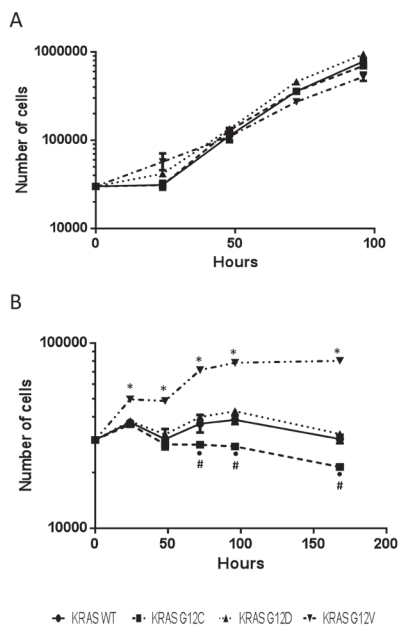 A
1000000
100000
10000
Number of cells
0
50
100
Hours
B
100000
10000
Number of cells
*
*
*
*
*
#
#
#
0
50
100
150
200
Hours
KRAS WT
KRAS G12C
KRAS G12D
KRAS G12V